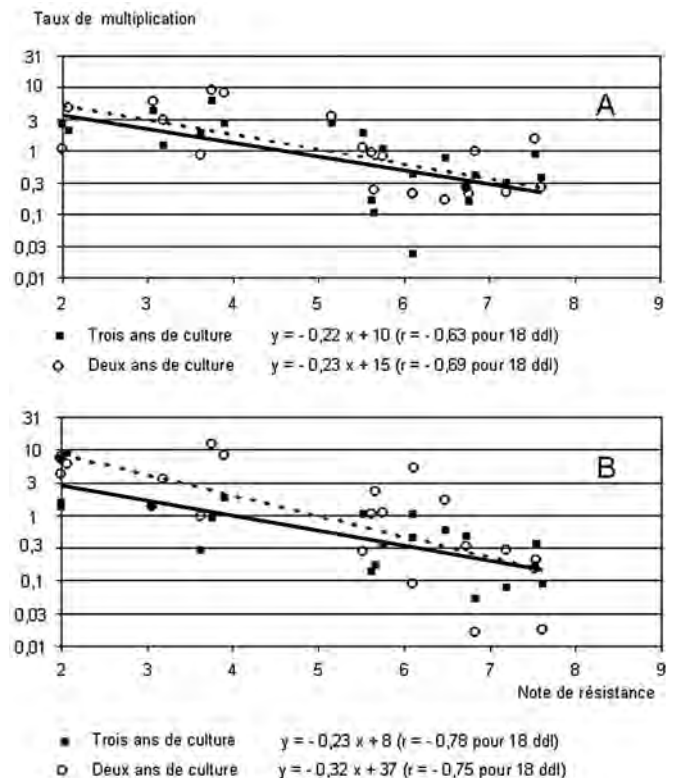 Taux de multiplication
31
10
3
1
0,3
0,1
0,03
0,01
A
2 3 4 5 6 7 8 9
■ Trois ans de culture y = - 0,22 x + 10 (r = - 0,63 pour 18 ddl)
○ Deux ans de culture y = - 0,23 x + 15 (r = - 0,69 pour 18 ddl)
31
10
3
1
0,3
0,1
0,03
0,01
B
2 3 4 5 6 7 8 9
Note de résistance
■ Trois ans de culture y = - 0,23 x + 8 (r = - 0,78 pour 18 ddl)
○ Deux ans de culture y = - 0,32 x + 37 (r = - 0,75 pour 18 ddl)